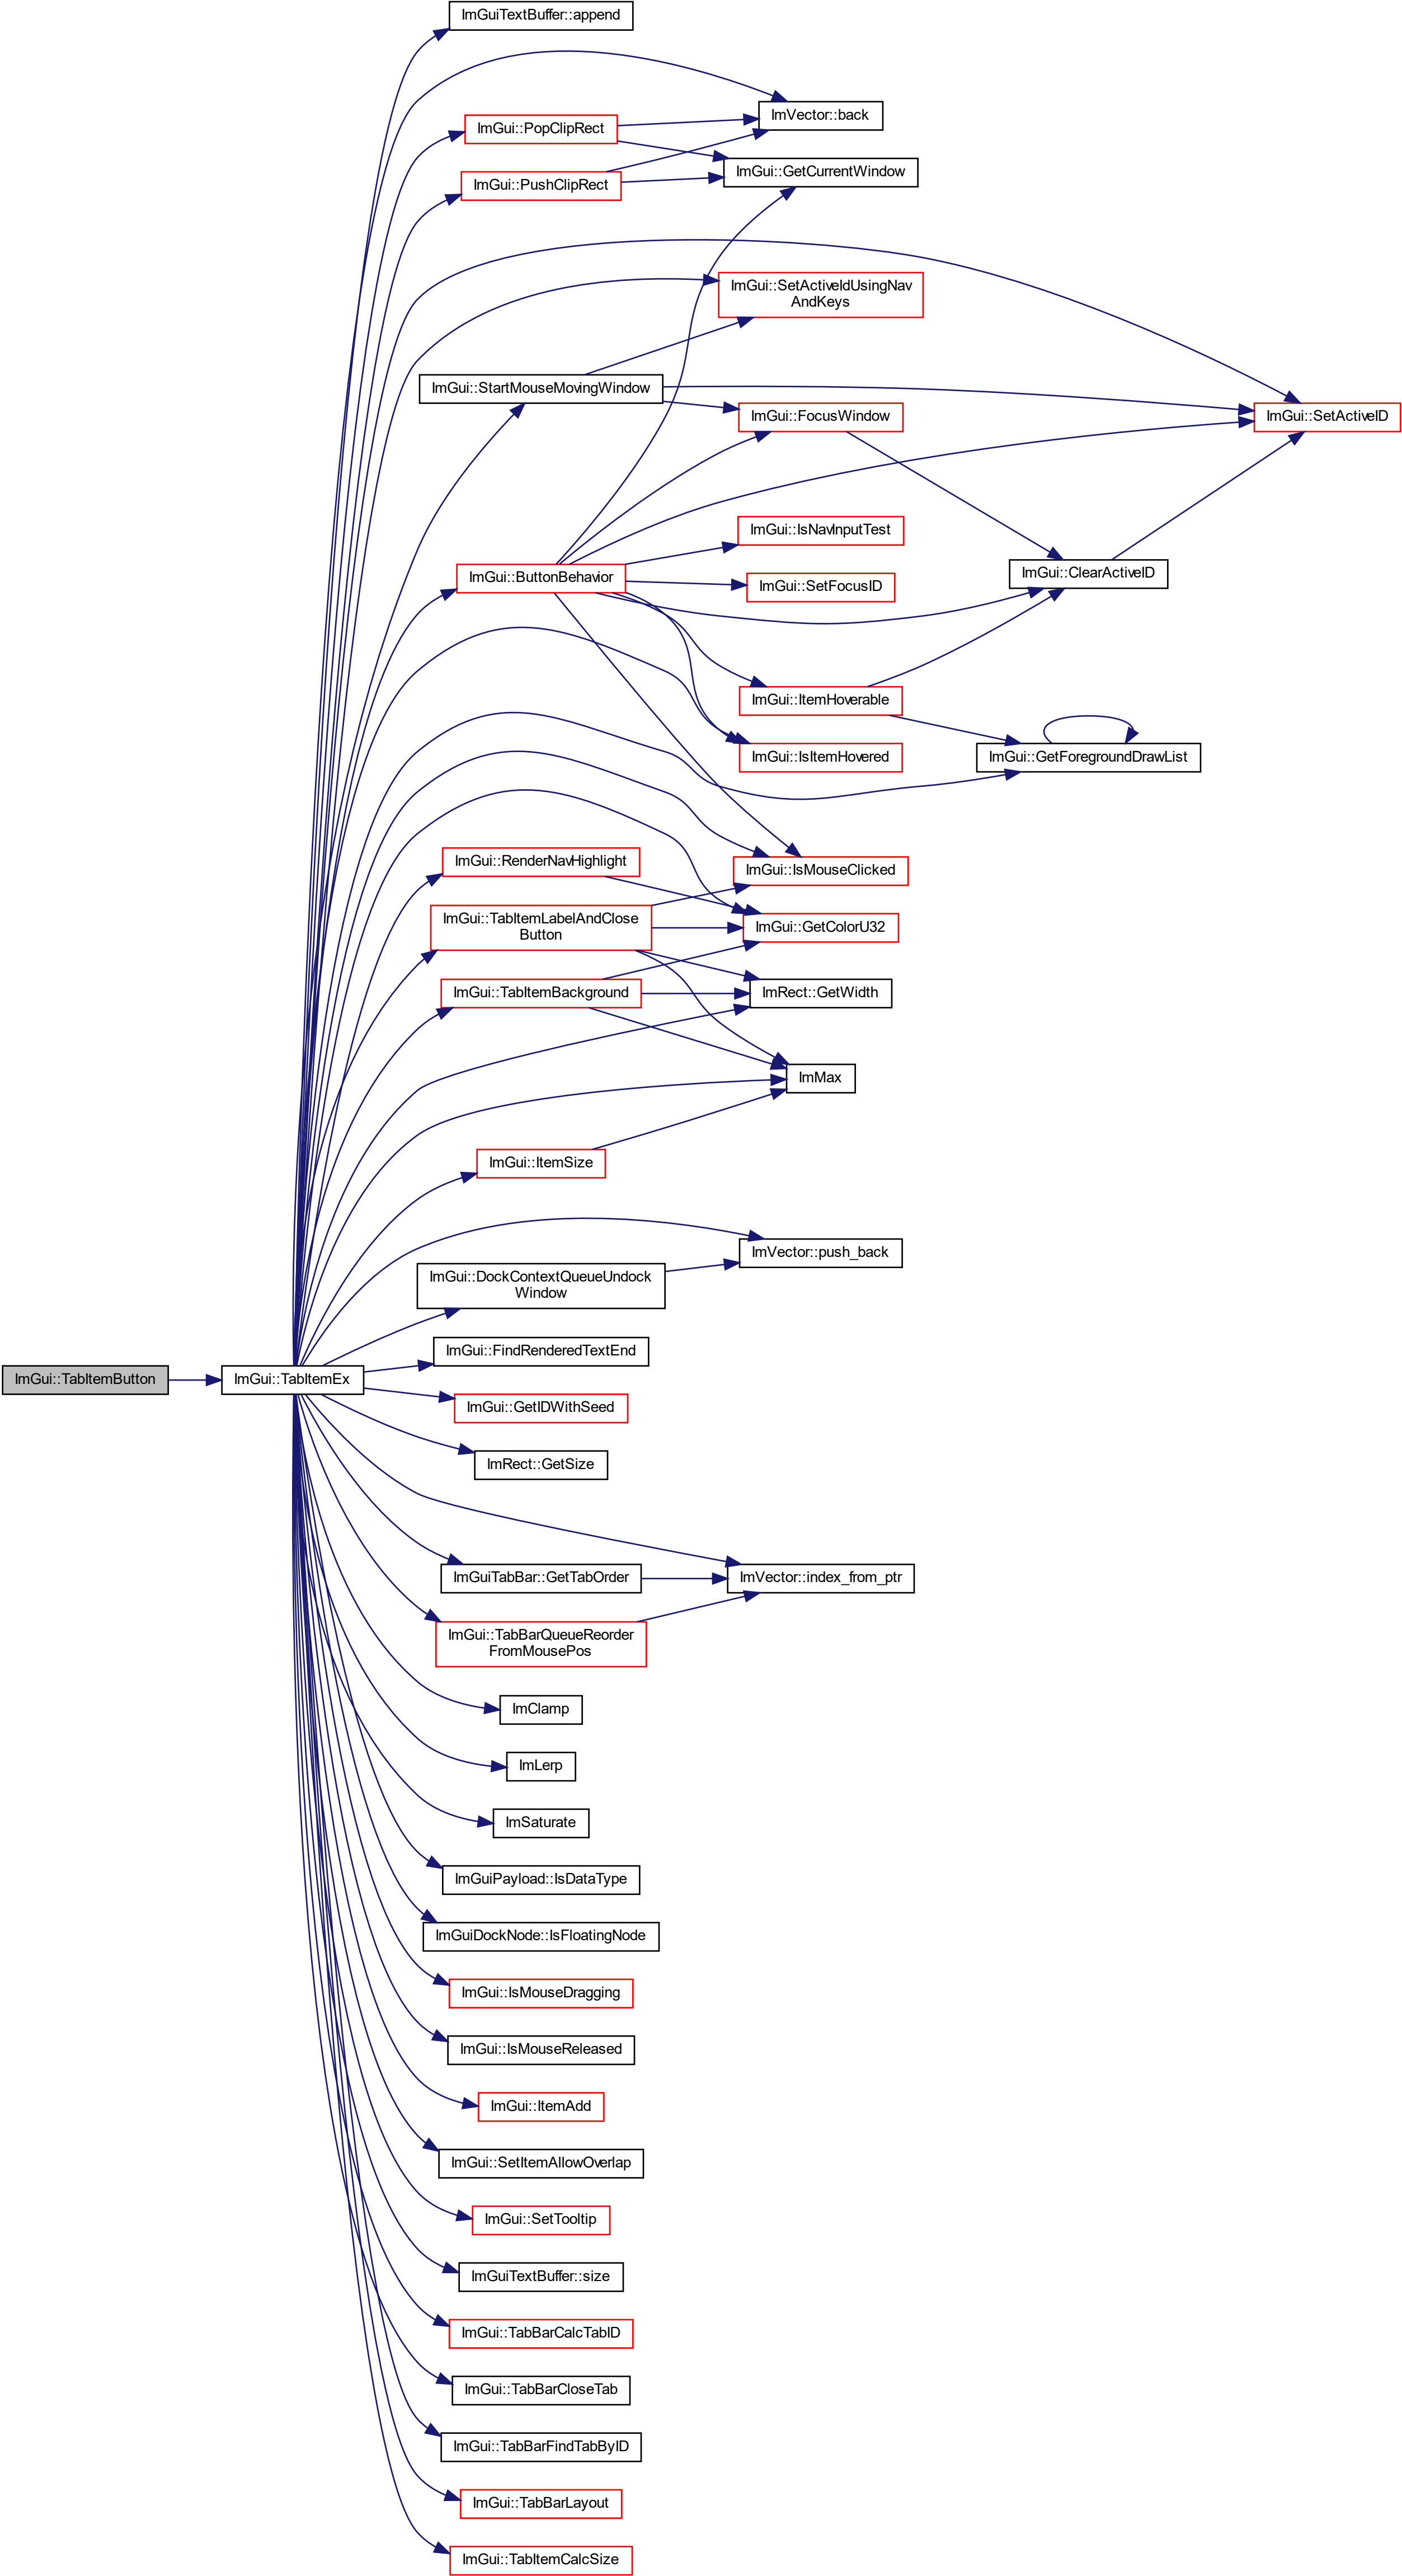 ImGuiTextBuffer::append
ImVector::back
ImGui::PopClipRect
ImGui::GetCurrentWindow
ImGui::PushClipRect
ImGui::SetActiveIdUsingNav
AndKeys
ImGui::StartMouseMovingWindow
ImGui::FocusWindow
ImGui::SetActiveID
ImGui::IsNavInputTest
ImGui::ButtonBehavior
ImGui::ClearActiveID
ImGui::SetFocusID
ImGui::ItemHoverable
ImGui::IsItemHovered
ImGui::GetForegroundDrawList
ImGui::RenderNavHighlight
ImGui::IsMouseClicked
ImGui::TabItemLabelAndClose
Button
ImGui::GetColorU32
ImGui::TabItemBackground
ImRect::GetWidth
ImMax
ImGui::ItemSize
ImVector::push_back
ImGui::DockContextQueueUndock
Window
ImGui::FindRenderedTextEnd
ImGui::TabItemButton
ImGui::TabItemEx
ImGui::GetIDWithSeed
ImRect::GetSize
ImGuiTabBar::GetTabOrder
ImVector::index_from_ptr
ImGui::TabBarQueueReorder
FromMousePos
ImClamp
ImLerp
ImSaturate
ImGuiPayload::IsDataType
ImGuiDockNode::IsFloatingNode
ImGui::IsMouseDragging
ImGui::IsMouseReleased
ImGui::ItemAdd
ImGui::SetItemAllowOverlap
ImGui::SetTooltip
ImGuiTextBuffer::size
ImGui::TabBarCalcTabID
ImGui::TabBarCloseTab
ImGui::TabBarFindTabByID
ImGui::TabBarLayout
ImGui::TabItemCalcSize